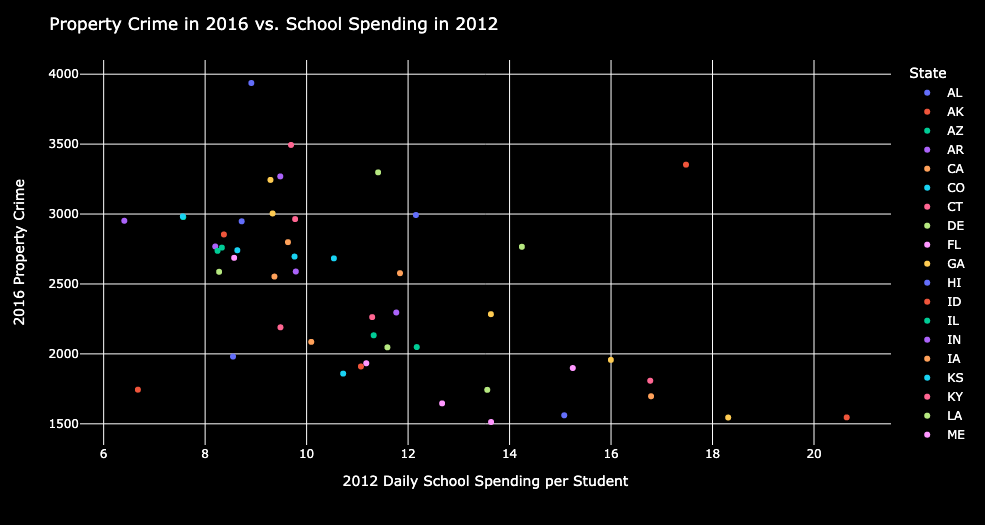 Property Crime in 2016 vs. School Spending in 2012
State
AL
AK
AZ
AR
CA
CO
CT
DE
FL
GA
HI
ID
IL
IN
IA
KS
KY
LA
ME
2016 Property Crime
4000
3500
3000
2500
2000
1500
6 8 10 12 14 16 18 20
2012 Daily School Spending per Student